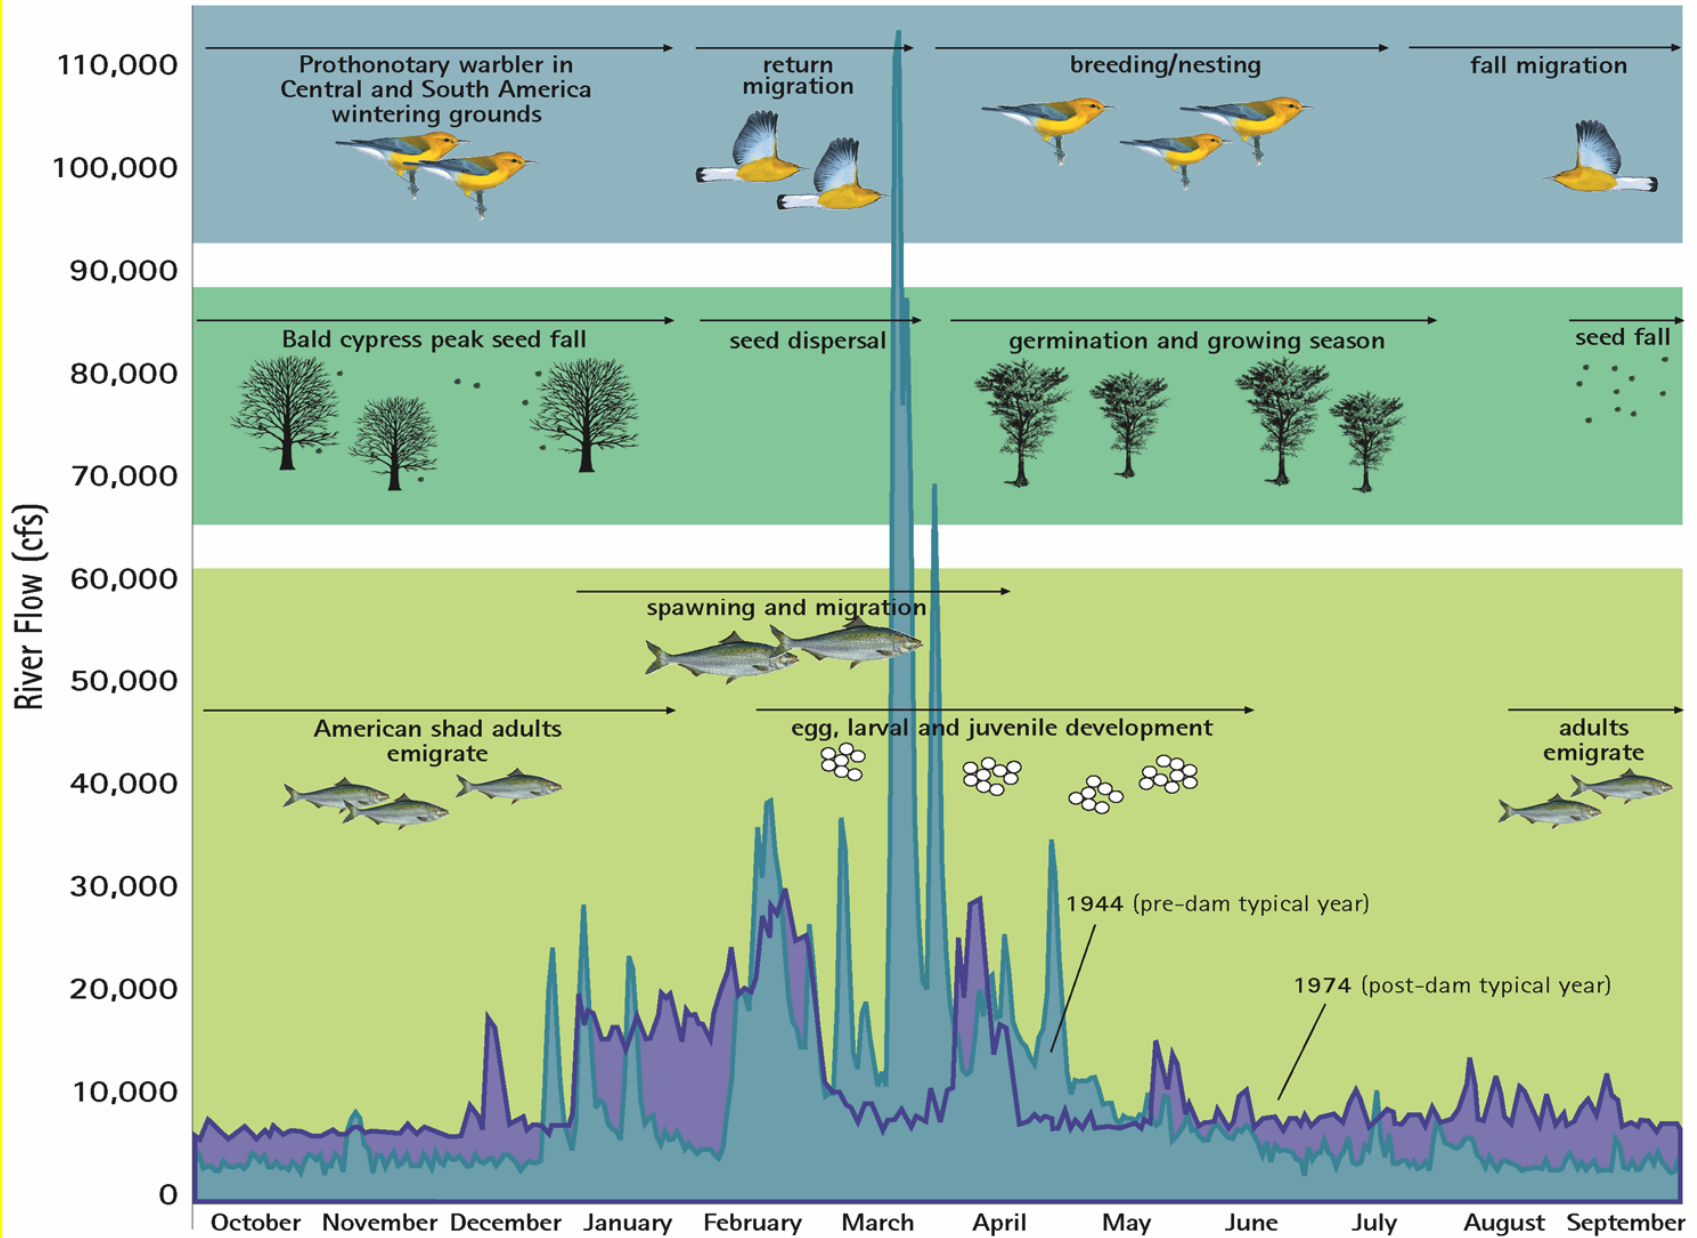 110,000
100,000
90,000
80,000
70,000
60,000
50,000
40,000
30,000
20,000
10,000
0
River Flow (cfs)
Prothonotary warbler in
Central and South America
wintering grounds
return
migration
breeding/nesting
fall migration
Bald cypress peak seed fall
seed dispersal
germination and growing season
seed fall
spawning and migration
American shad adults
emigrate
egg, larval and juvenile development
adults
emigrate
1944 (pre-dam typical year)
1974 (post-dam typical year)
October November December January February March April May June July August September